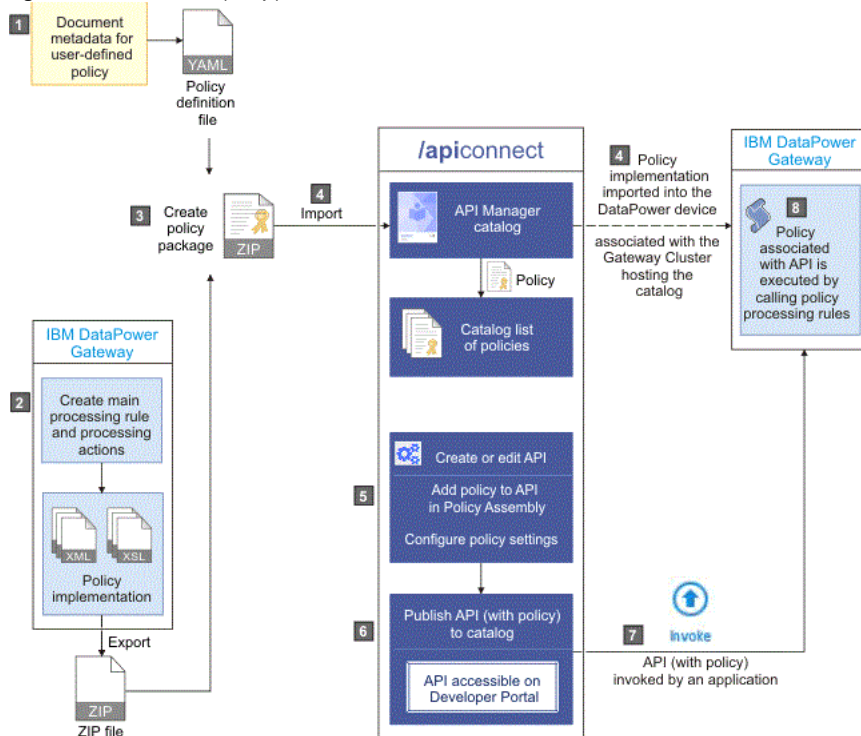 1
Document
metadata for
user-defined
policy
YAML
Policy
definition
file
3
Create
policy
package
ZIP
4
Import
IBM DataPower
Gateway
2
Create main
processing rule
and processing
actions
XML
XSL
Policy
implementation
Export
ZIP
ZIP file
/apiconnect
API Manager
catalog
Policy
Catalog list
of policies
5
Create or edit API
Add policy to API
in Policy Assembly
Configure policy settings
6
Publish API (with policy)
to catalog
API accessible on
Developer Portal
4 Policy
implementation
imported into the
DataPower device
associated with the
Gateway Cluster
hosting the
catalog
7
Invoke
API (with policy)
invoked by an application
IBM DataPower
Gateway
8
Policy
associated
with API is
executed by
calling policy
processing rules